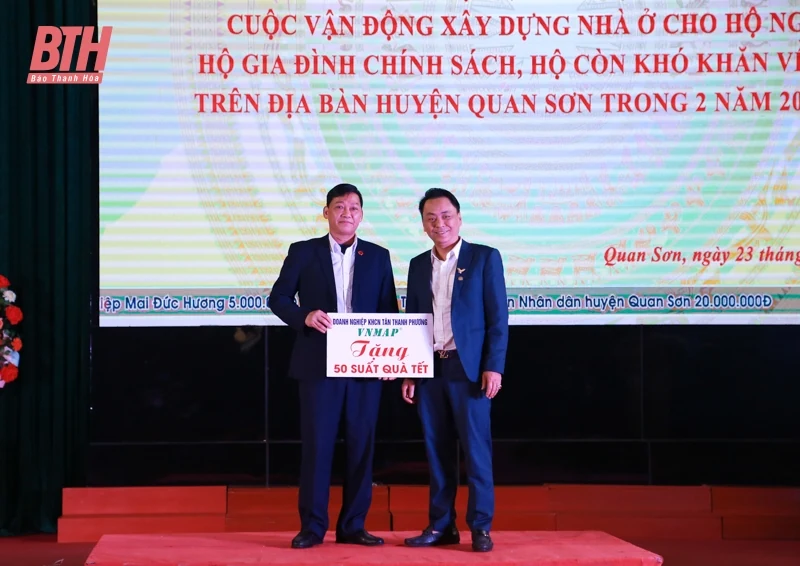 BTH
Báo Thanh Hóa
CUỘC VẬN ĐỘNG XÂY DỰNG NHÀ Ở CHO HỘ NG
HỘ GIA ĐÌNH CHÍNH SÁCH, HỘ CÒN KHÓ KHĂN VỀ
TRÊN ĐỊA BÀN HUYỆN QUAN SƠN TRONG 2 NĂM 20
Quan Sơn, ngày 23 thán
iệp Mai Đức Hương 5.000. n Nhân dân huyện Quan Sơn 20.000.000Đ
DOANH NGHIỆP KHCN TÂN THANH PHƯƠNG
VNMAP
Tặng
50 SUẤT QUÀ TẾT